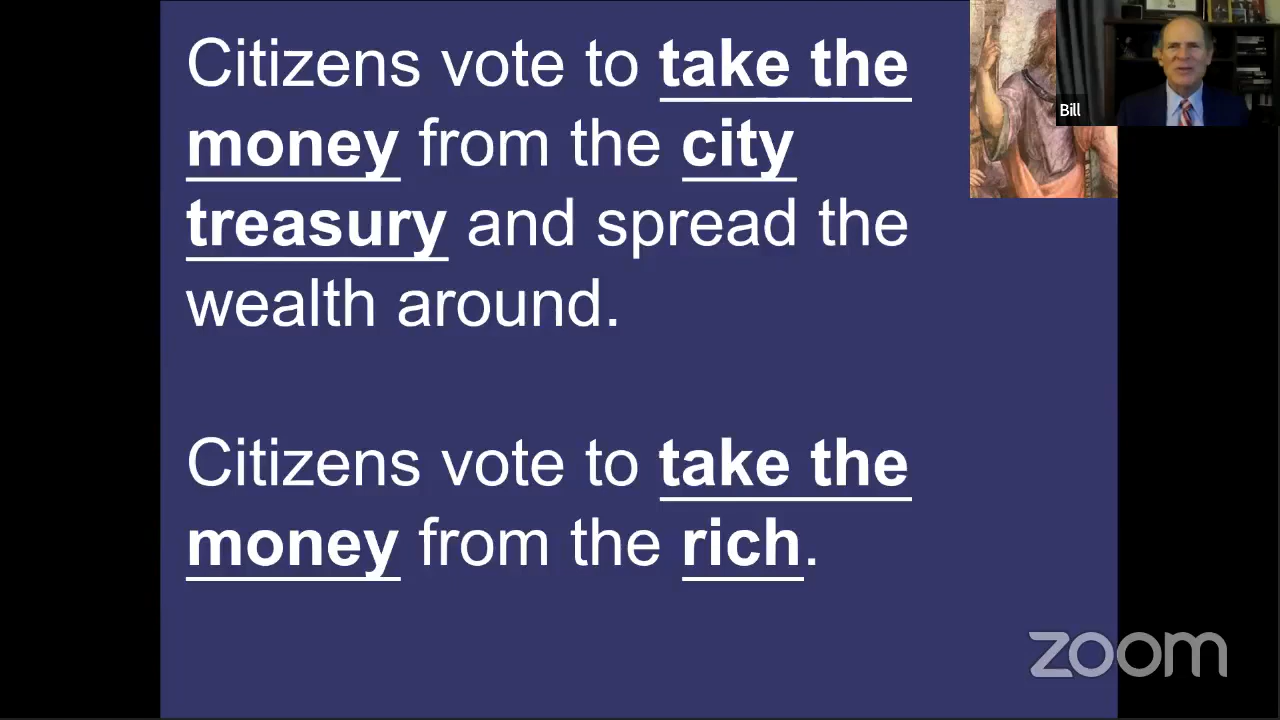 Citizens vote to take the
money from the city
treasury and spread the
wealth around.
Citizens vote to take the
money from the rich.
Bill
zoom